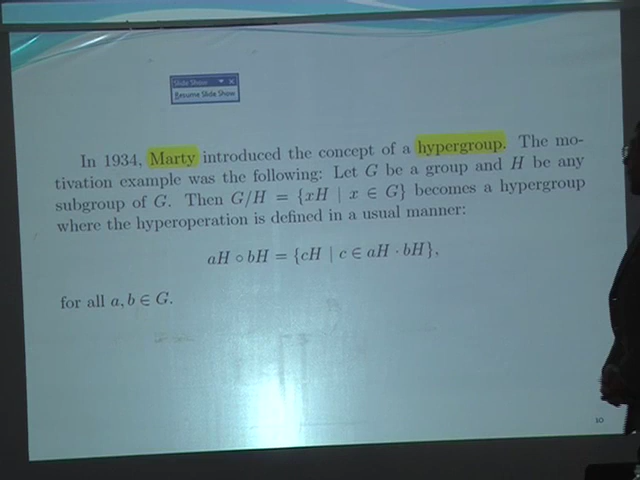 Slide Show
Resume Slide Show
In 1934, Marty introduced the concept of a hypergroup. The mo-
tivation example was the following: Let G be a group and H be any
subgroup of G. Then G/H = {xH | x ∈ G} becomes a hypergroup
where the hyperoperation is defined in a usual manner:
aH ∘ bH = {cH | c ∈ aH · bH},
for all a, b ∈ G.
10